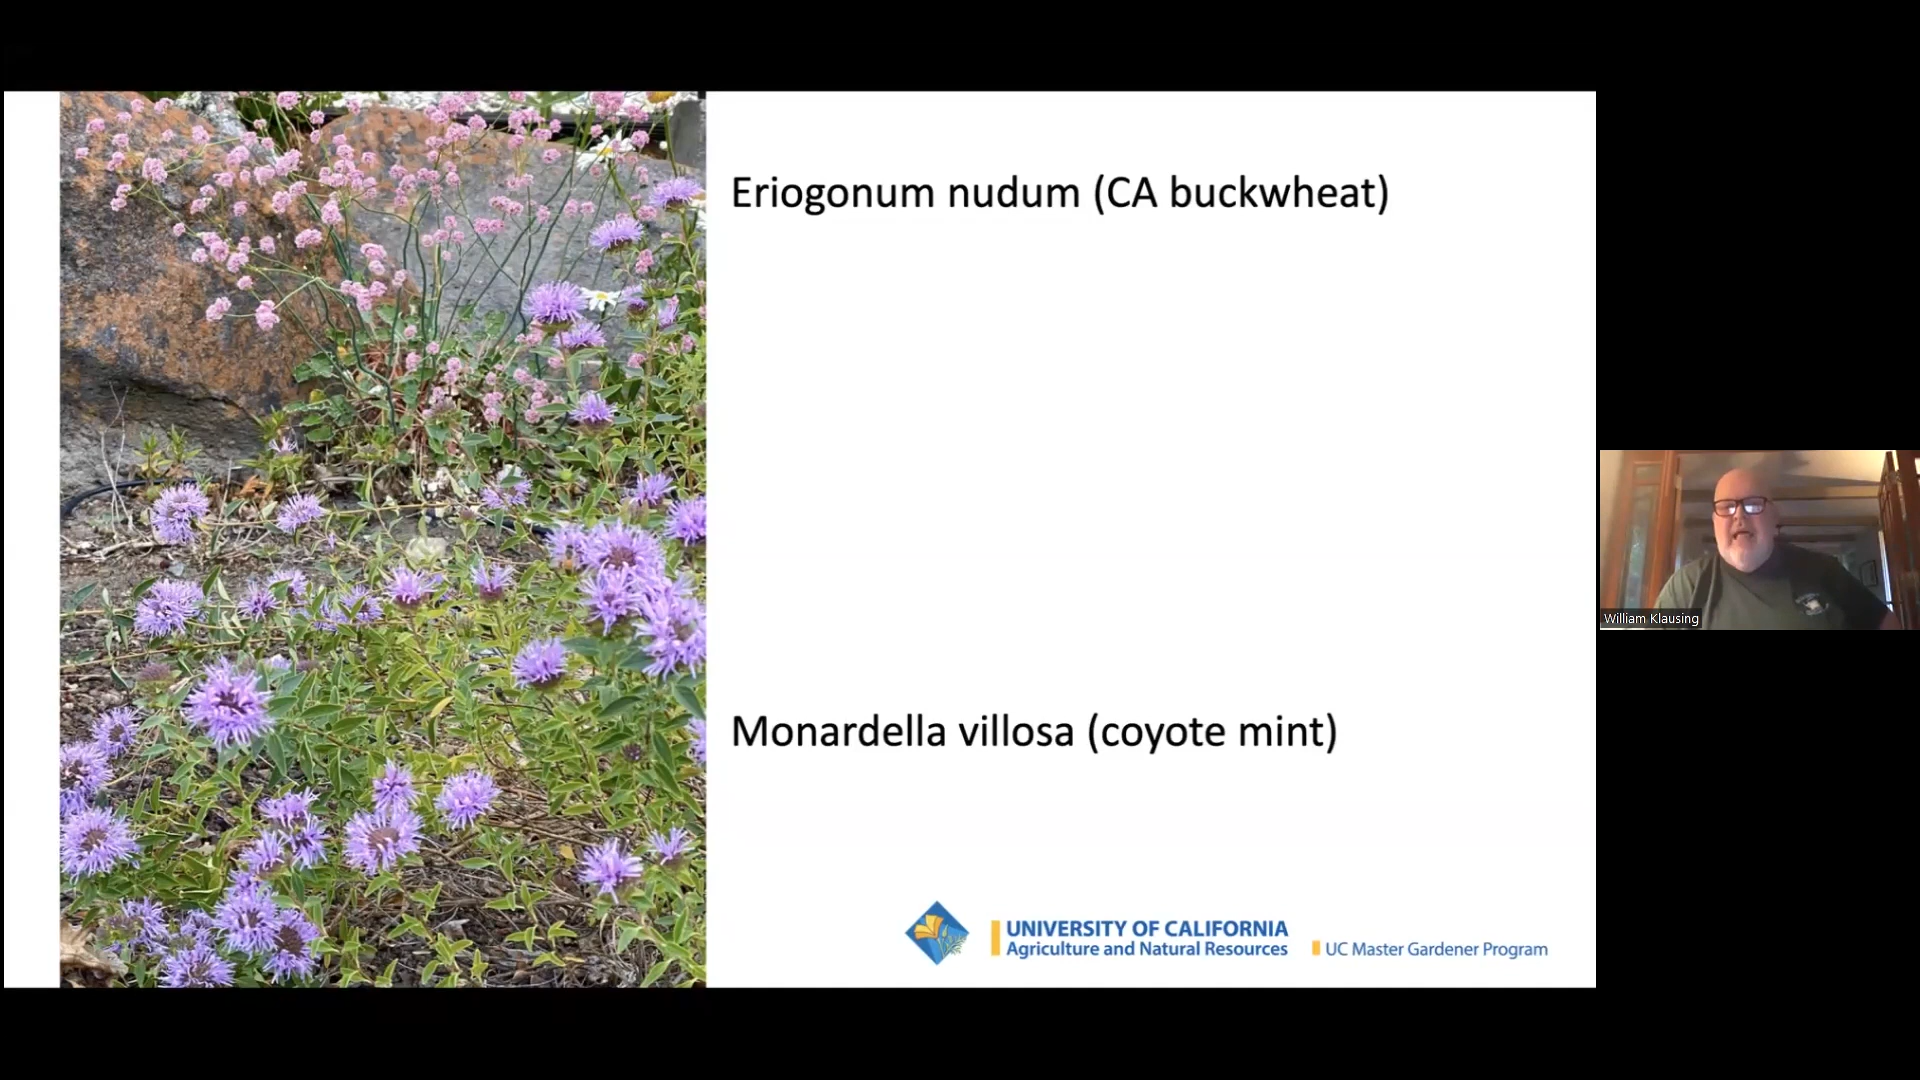 Eriogonum nudum (CA buckwheat)
Monardella villosa (coyote mint)
UNIVERSITY OF CALIFORNIA
Agriculture and Natural Resources
UC Master Gardener Program
William Klausing